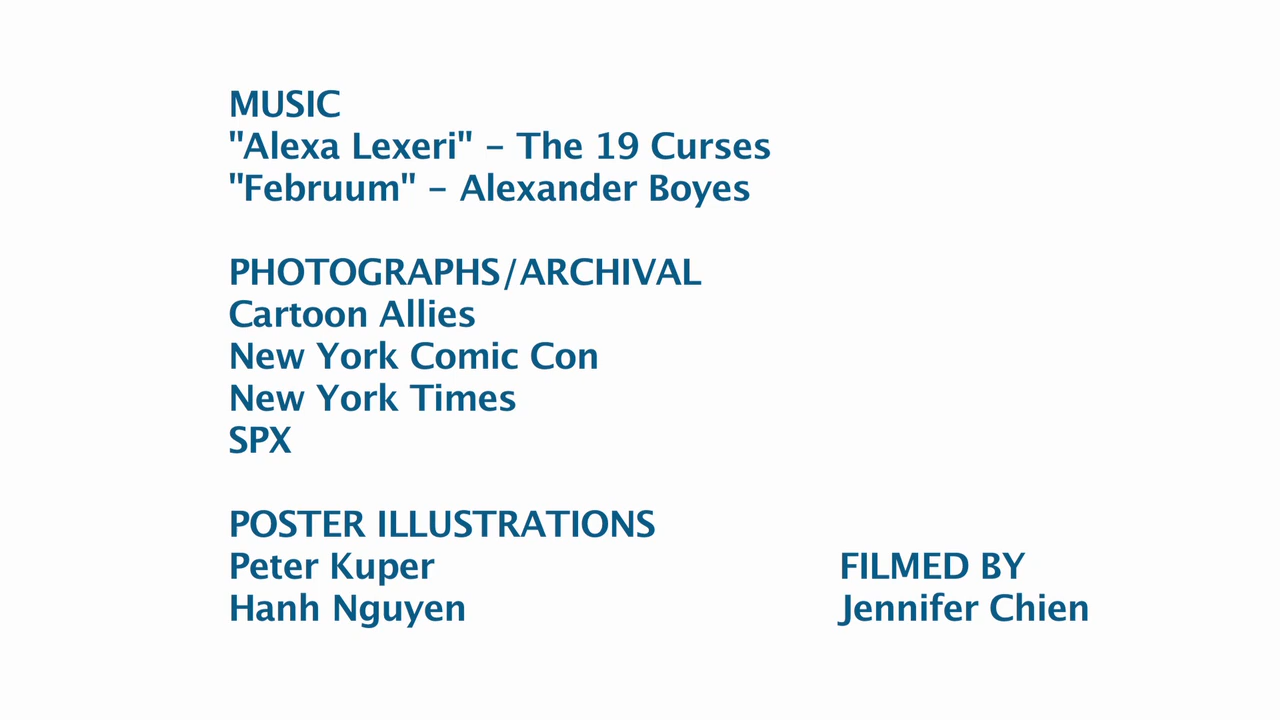 MUSIC
"Alexa Lexeri" – The 19 Curses
"Februum" – Alexander Boyes
PHOTOGRAPHS/ARCHIVAL
Cartoon Allies
New York Comic Con
New York Times
SPX
POSTER ILLUSTRATIONS
Peter Kuper
Hanh Nguyen
FILMED BY
Jennifer Chien